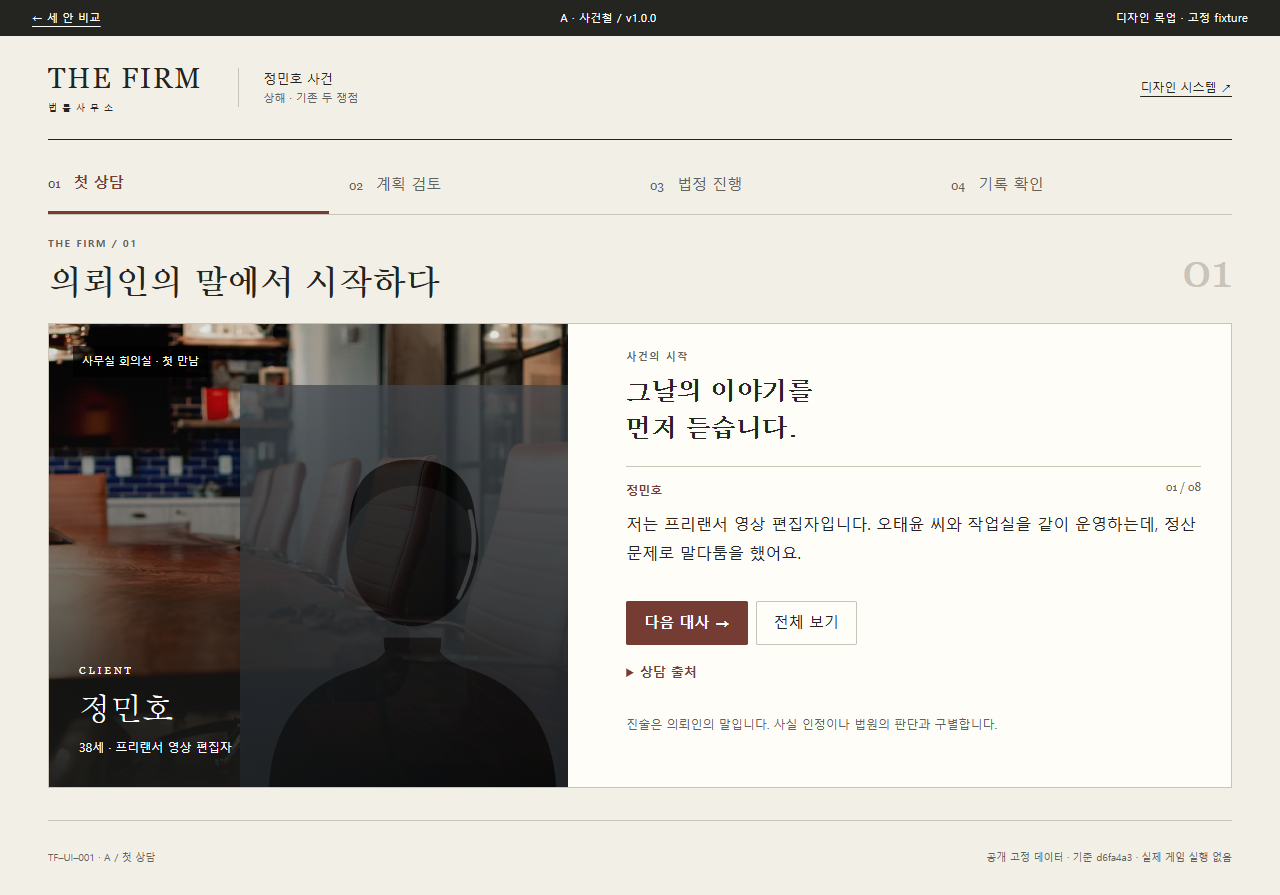 ← 세 안 비교
A · 사건철 / v1.0.0
디자인 목업 · 고정 fixture
THE FIRM
법률사무소
정민호 사건
상해 · 기존 두 쟁점
디자인 시스템 ↗
01 첫 상담
02 계획 검토
03 법정 진행
04 기록 확인
THE FIRM / 01
의뢰인의 말에서 시작하다
01
사무실 회의실 · 첫 만남
CLIENT
정민호
38세 · 프리랜서 영상 편집자
사건의 시작
그날의 이야기를
먼저 듣습니다.
정민호
01 / 08
저는 프리랜서 영상 편집자입니다. 오태윤 씨와 작업실을 같이 운영하는데, 정산
문제로 말다툼을 했어요.
다음 대사 →
전체 보기
▶ 상담 출처
진술은 의뢰인의 말입니다. 사실 인정이나 법원의 판단과 구별합니다.
TF-UI-001 · A / 첫 상담
공개 고정 데이터 · 기준 d6fa4a3 · 실제 게임 실행 없음